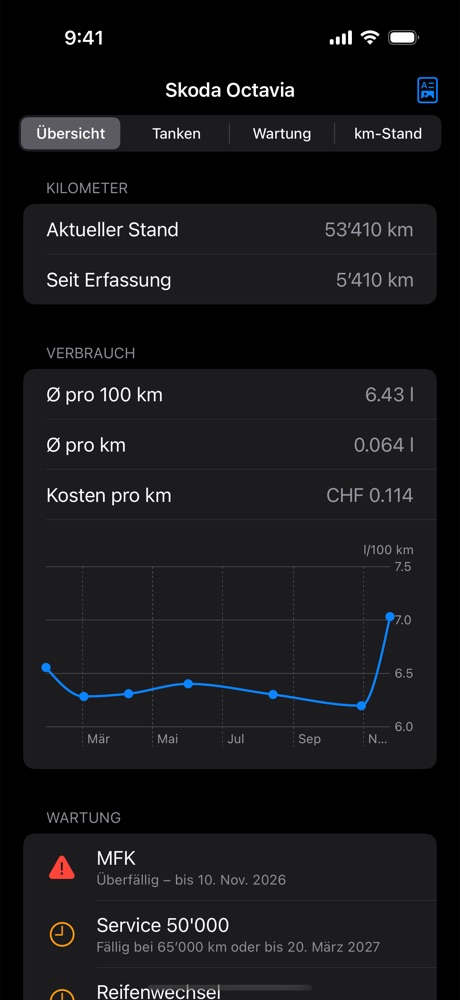 9:41
Skoda Octavia
Übersicht
Tanken
Wartung
km-Stand
KILOMETER
Aktueller Stand
53’410 km
Seit Erfassung
5’410 km
VERBRAUCH
Ø pro 100 km
6.43 l
Ø pro km
0.064 l
Kosten pro km
CHF 0.114
l/100 km
7.5
7.0
6.5
6.0
Mär
Mai
Jul
Sep
N...
WARTUNG
MFK
Überfällig – bis 10. Nov. 2026
Service 50'000
Fällig bei 65’000 km oder bis 20. März 2027
Reifenwechsel